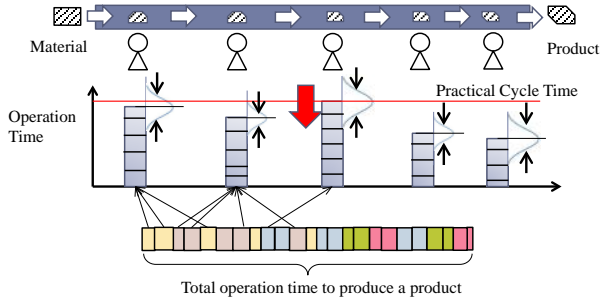 Material
Product
Practical Cycle Time
Operation
Time
Total operation time to produce a product